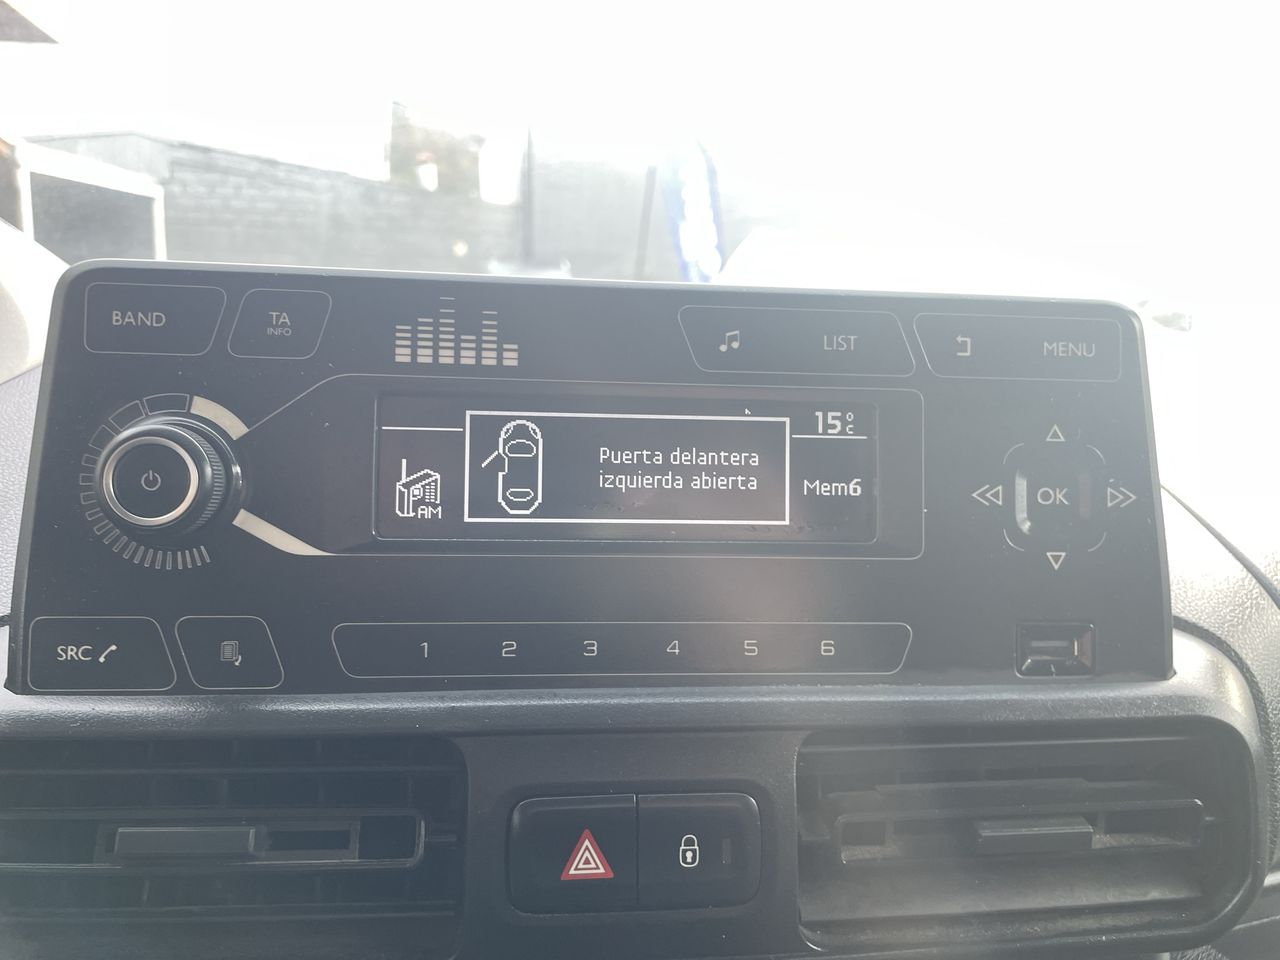 BAND
TA
INFO
LIST
MENU
15°C
Puerta delantera
izquierda abierta
AM
Mem6
OK
SRC
1 2 3 4 5 6